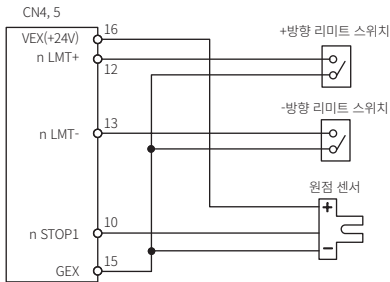 CN4, 5
VEX(+24V)
16
n LMT+
12
+방향 리미트 스위치
n LMT-
13
-방향 리미트 스위치
원점 센서
+
n STOP1
10
−
GEX
15